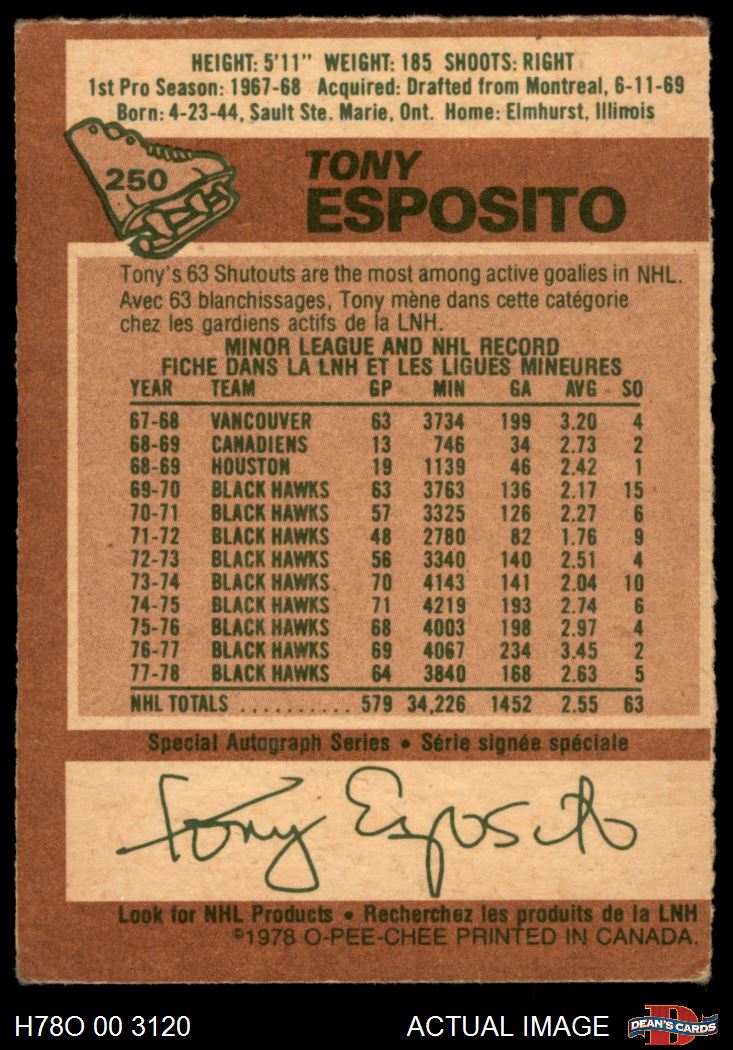 HEIGHT: 5'11" WEIGHT: 185 SHOOTS: RIGHT
1st Pro Season: 1967-68 Acquired: Drafted from Montreal, 6-11-69
Born: 4-23-44, Sault Ste. Marie, Ont. Home: Elmhurst, Illinois
250
TONY
ESPOSITO
Tony's 63 Shutouts are the most among active goalies in NHL.
Avec 63 blanchissages, Tony mène dans cette catégorie
chez les gardiens actifs de la LNH.
MINOR LEAGUE AND NHL RECORD
FICHE DANS LA LNH ET LES LIGUES MINEURES
YEAR TEAM GP MIN GA AVG SO
67-68 VANCOUVER 63 3734 199 3.20 4
68-69 CANADIENS 13 746 34 2.73 2
68-69 HOUSTON 19 1139 46 2.42 1
69-70 BLACK HAWKS 63 3763 136 2.17 15
70-71 BLACK HAWKS 57 3325 126 2.27 6
71-72 BLACK HAWKS 48 2780 82 1.76 9
72-73 BLACK HAWKS 56 3340 140 2.51 4
73-74 BLACK HAWKS 70 4143 141 2.04 10
74-75 BLACK HAWKS 71 4219 193 2.74 6
75-76 BLACK HAWKS 68 4003 198 2.97 4
76-77 BLACK HAWKS 69 4067 234 3.45 2
77-78 BLACK HAWKS 64 3840 168 2.63 5
NHL TOTALS .......... 579 34,226 1452 2.55 63
Special Autograph Series • Série signée spéciale
Tony Esposito
Look for NHL Products • Recherchez les produits de la LNH
©1978 O-PEE-CHEE PRINTED IN CANADA.
H78O 00 3120 ACTUAL IMAGE D DEAN'S CARDS